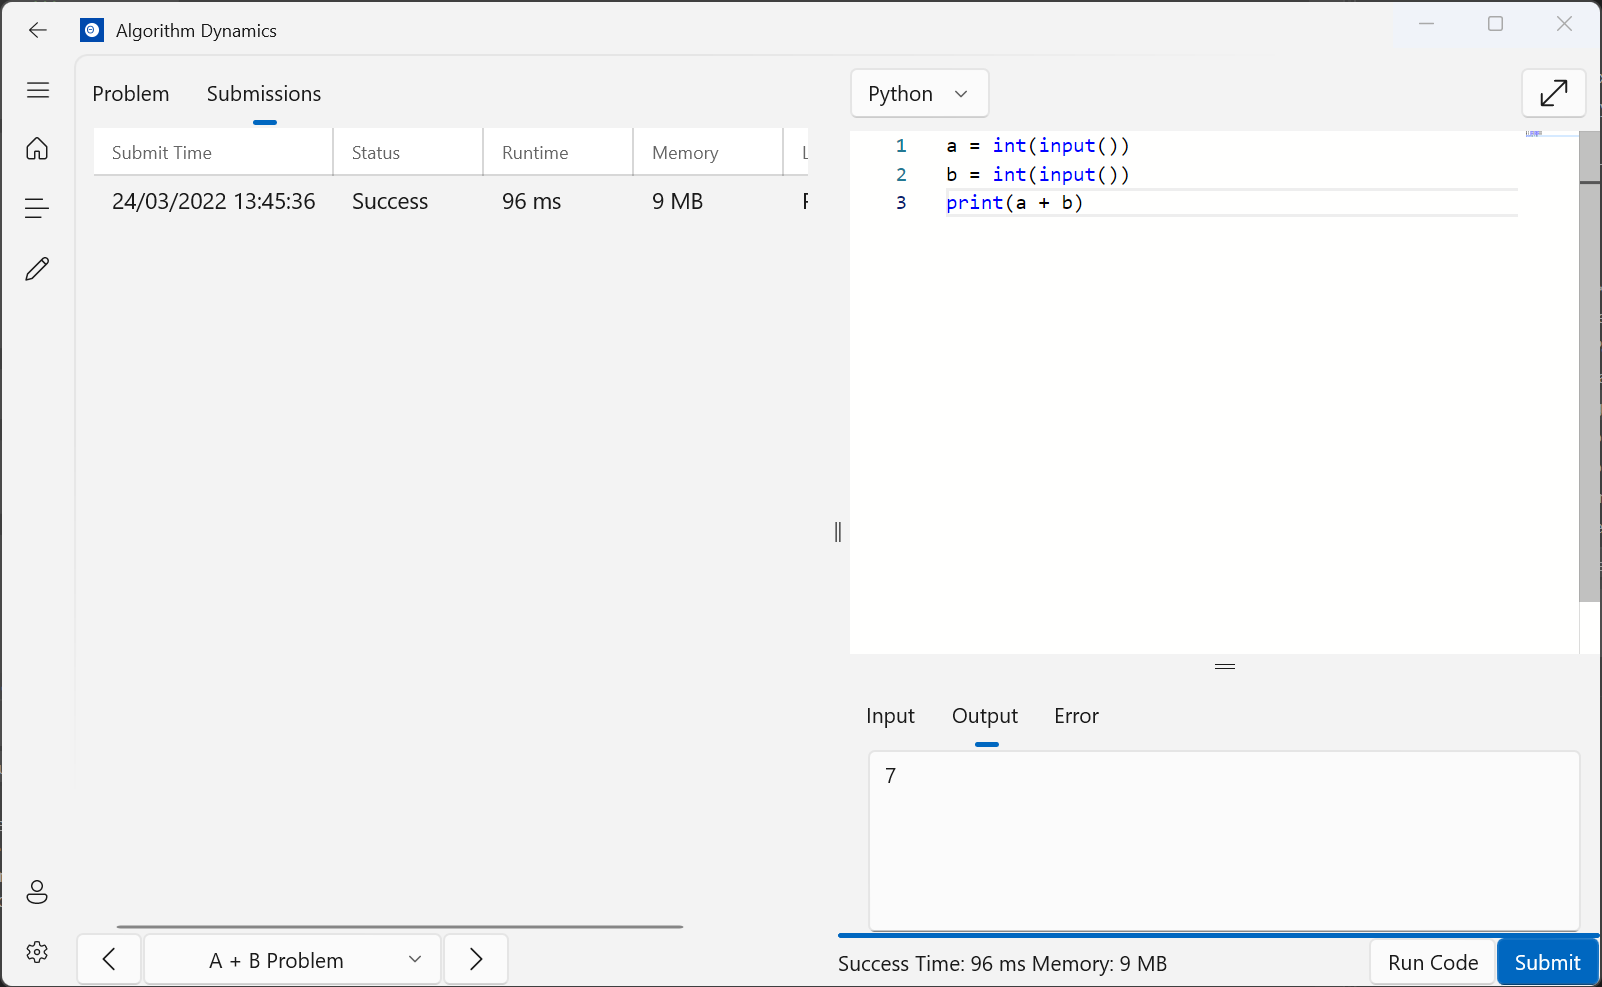 Algorithm Dynamics
Problem Submissions
Submit Time Status Runtime Memory
24/03/2022 13:45:36 Success 96 ms 9 MB
A + B Problem
Python
1 a = int(input())
2 b = int(input())
3 print(a + b)
Input Output Error
7
Success Time: 96 ms Memory: 9 MB
Run Code Submit